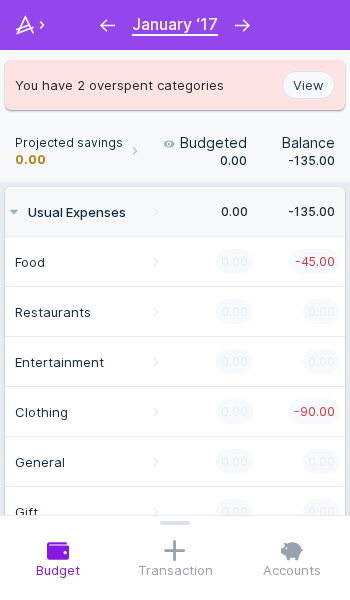 January ‘17
You have 2 overspent categories View
Projected savings Budgeted Balance
0.00 0.00 -135.00
Usual Expenses 0.00 -135.00
Food 0.00 -45.00
Restaurants 0.00 0.00
Entertainment 0.00 0.00
Clothing 0.00 -90.00
General 0.00 0.00
Gift 0.00 0.00
Budget Transaction Accounts